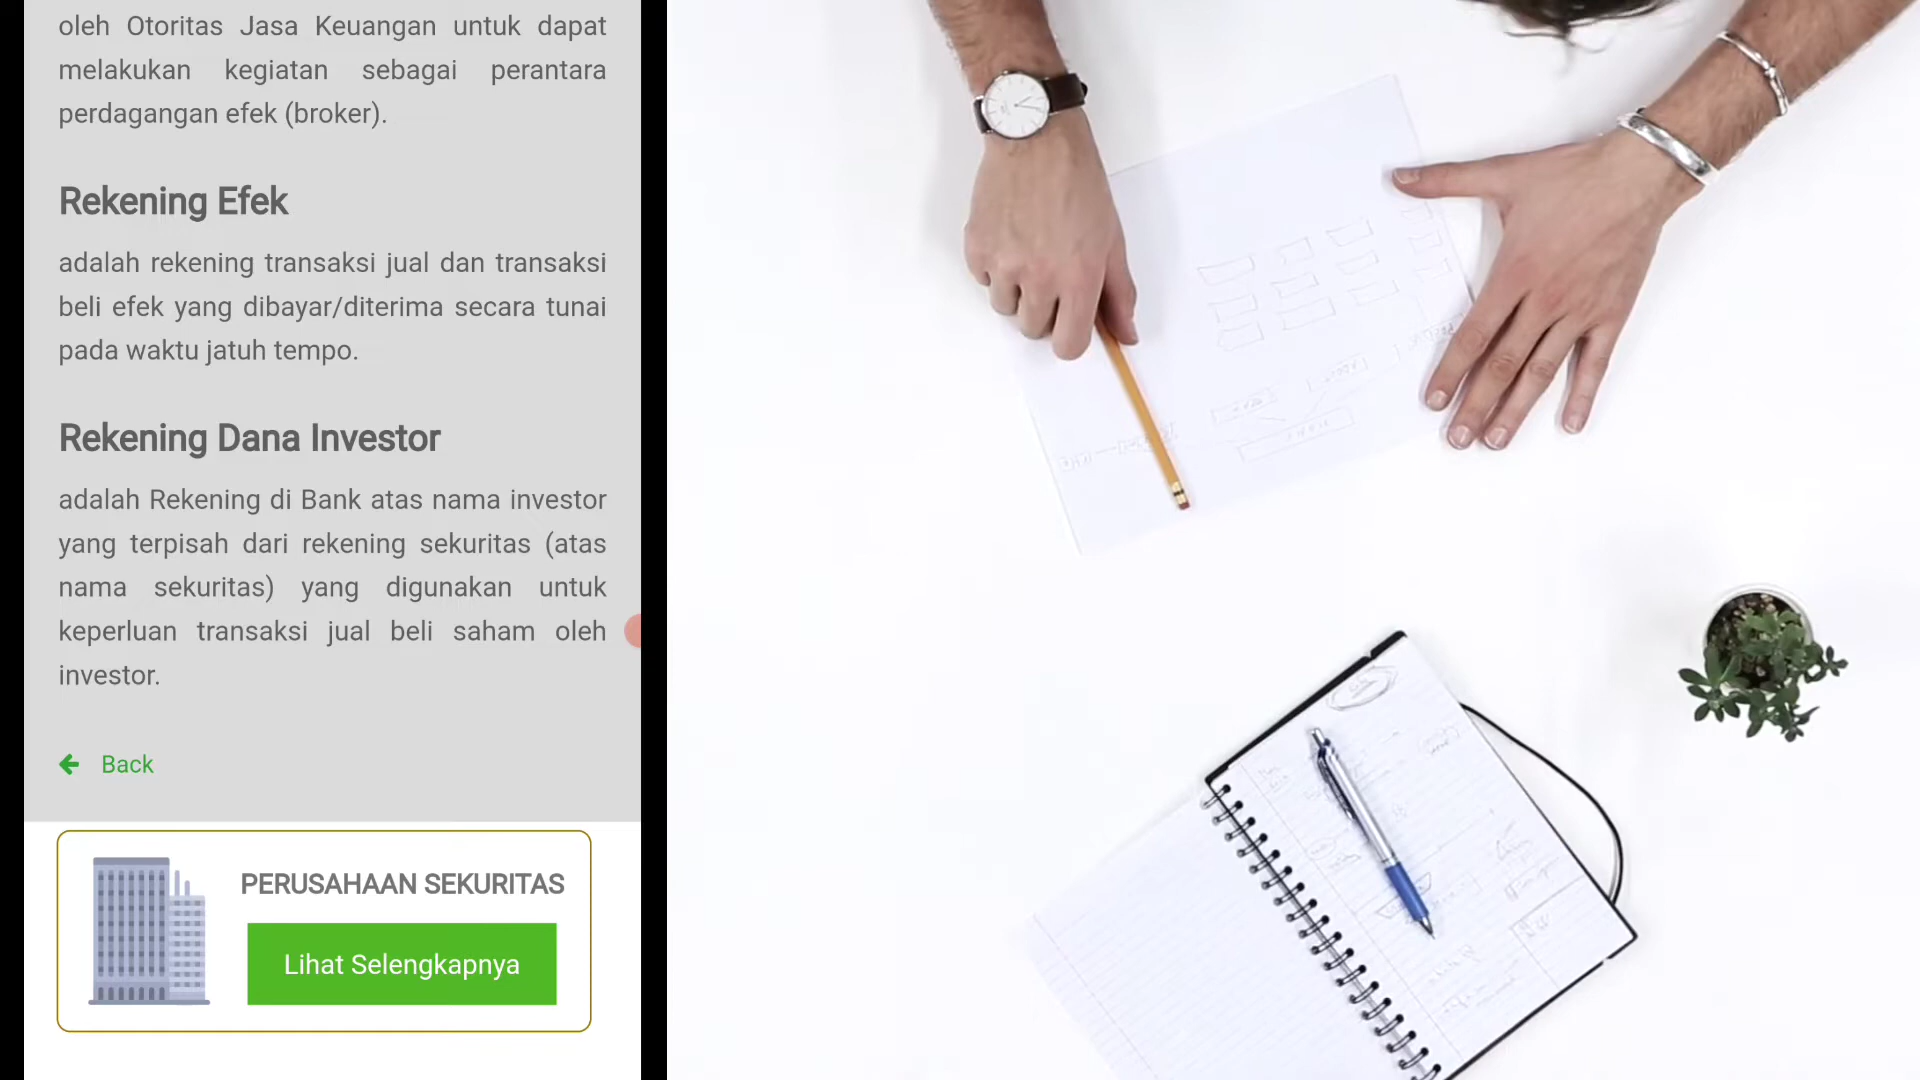 oleh Otoritas Jasa Keuangan untuk dapat
melakukan kegiatan sebagai perantara
perdagangan efek (broker).
Rekening Efek
adalah rekening transaksi jual dan transaksi
beli efek yang dibayar/diterima secara tunai
pada waktu jatuh tempo.
Rekening Dana Investor
adalah Rekening di Bank atas nama investor
yang terpisah dari rekening sekuritas (atas
nama sekuritas) yang digunakan untuk
keperluan transaksi jual beli saham oleh
investor.
Back
PERUSAHAAN SEKURITAS
Lihat Selengkapnya